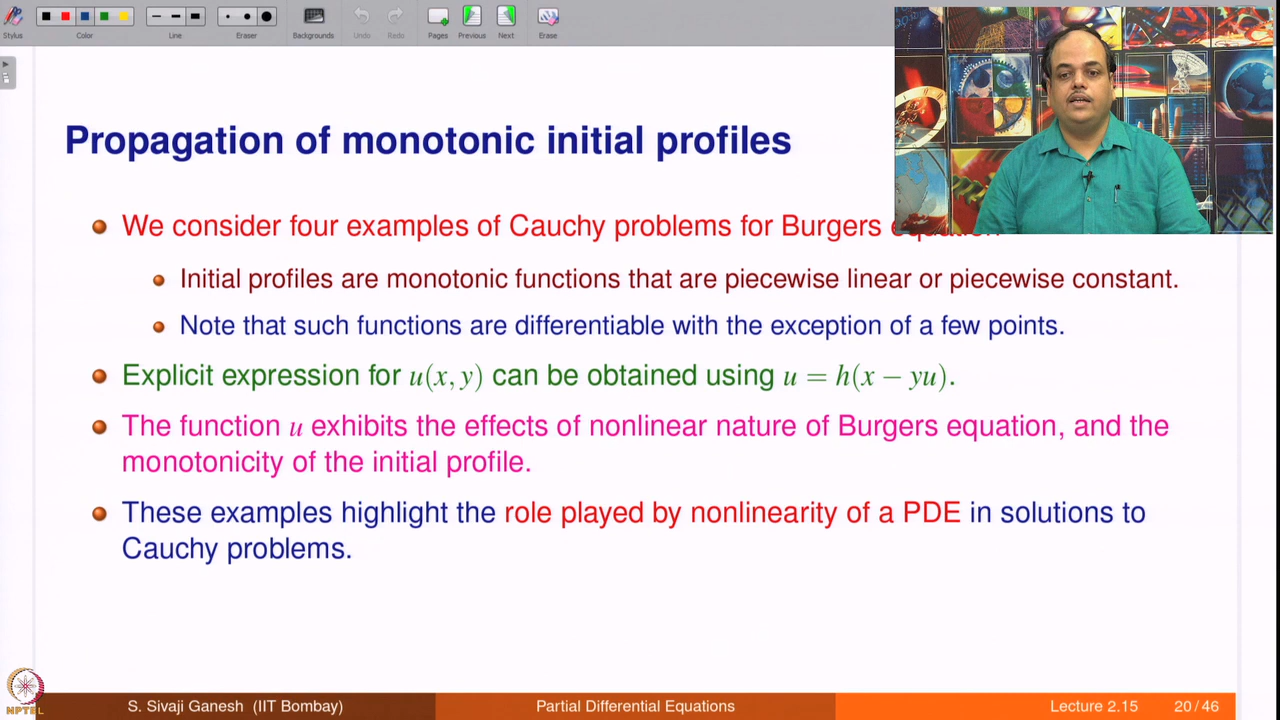 Stylus
Color
Line
Eraser
Backgrounds
Undo
Redo
Pages
Previous
Next
Erase
Propagation of monotonic initial profiles
We consider four examples of Cauchy problems for Burgers equation
Initial profiles are monotonic functions that are piecewise linear or piecewise constant.
Note that such functions are differentiable with the exception of a few points.
Explicit expression for u(x, y) can be obtained using u = h(x − yu).
The function u exhibits the effects of nonlinear nature of Burgers equation, and the
monotonicity of the initial profile.
These examples highlight the role played by nonlinearity of a PDE in solutions to
Cauchy problems.
NPTEL
S. Sivaji Ganesh (IIT Bombay)
Partial Differential Equations
Lecture 2.15
20 / 46